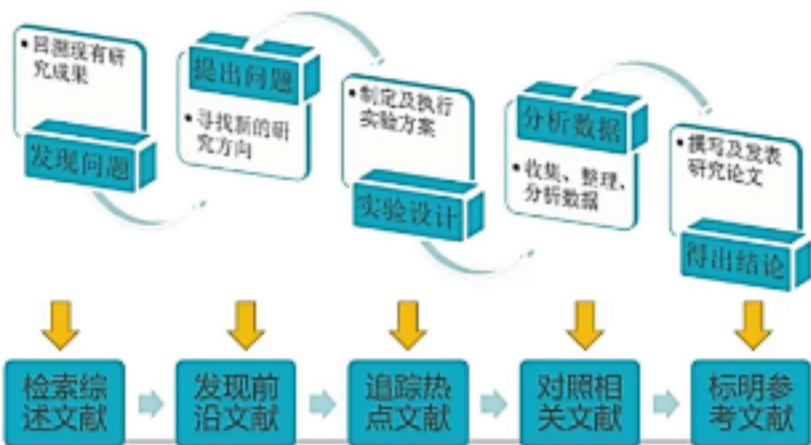 • 回溯现有研
究成果
发现问题
提出问题
• 寻找新的研
究方向
• 制定及执行
实验方案
实验设计
分析数据
• 收集、整理、
分析数据
• 撰写及发表
研究论文
得出结论
检索综
述文献
发现前
沿文献
追踪热
点文献
对照相
关文献
标明参
考文献